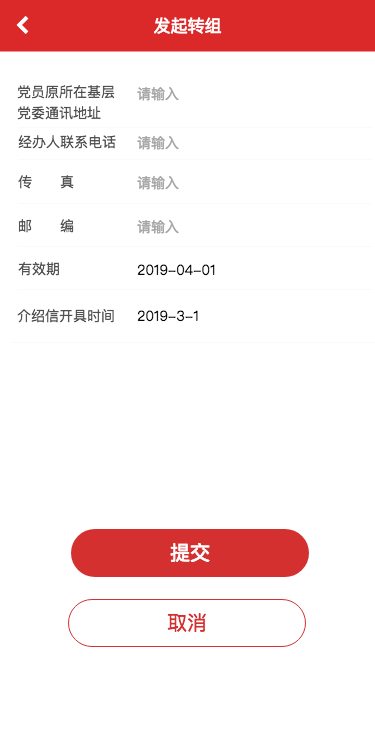 发起转组
党员原所在基层 请输入
党委通讯地址
经办人联系电话 请输入
传 真 请输入
邮 编 请输入
有效期 2019-04-01
介绍信开具时间 2019-3-1
提交
取消